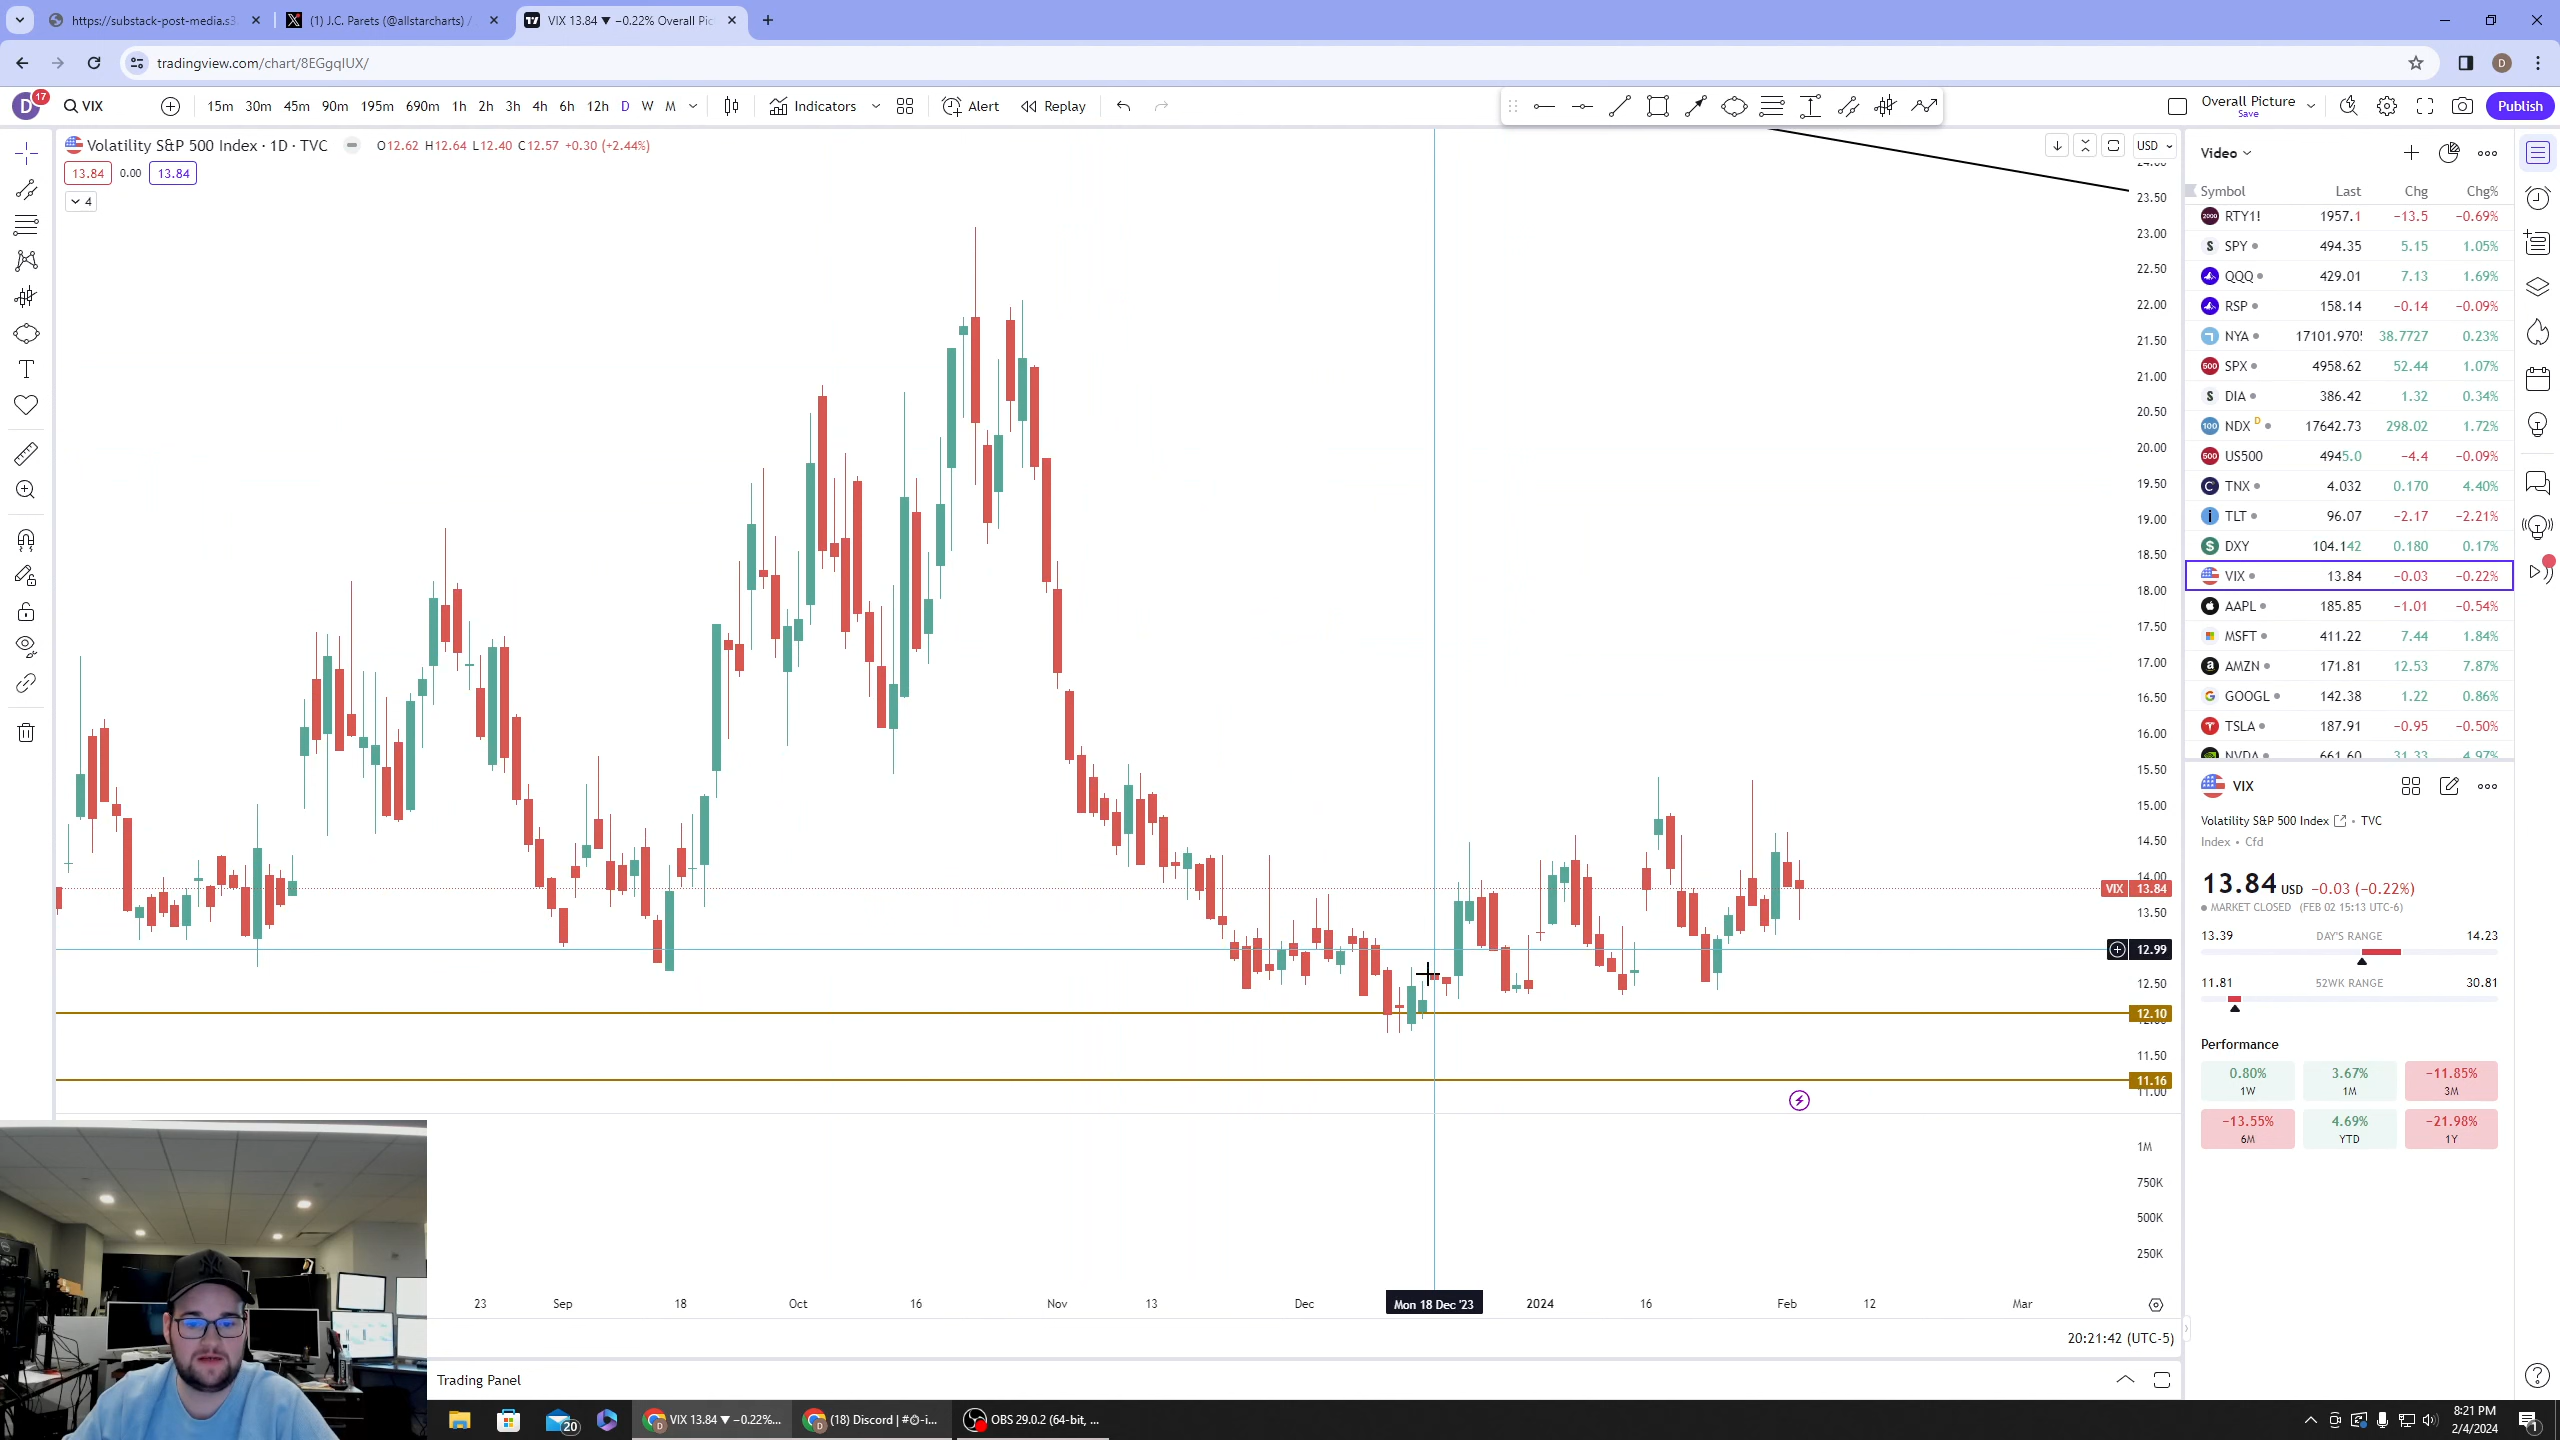 https://substack-post-media.s3
(1) J.C. Parets (@allstarcharts) /
VIX 13.84 ▼ −0.22% Overall Pic
tradingview.com/chart/8EGgqIUX/
D
D 17 VIX 15m 30m 45m 90m 195m 690m 1h 2h 3h 4h 6h 12h D W M Indicators Alert Replay
Overall Picture
Save
Publish
Volatility S&P 500 Index · 1D · TVC O12.62 H12.64 L12.40 C12.57 +0.30 (+2.44%)
13.84 0.00 13.84
4
USD
23.50
23.00
22.50
22.00
21.50
21.00
20.50
20.00
19.50
19.00
18.50
18.00
17.50
17.00
16.50
16.00
15.50
15.00
14.50
14.00
VIX 13.84
13.50
12.99
12.50
12.10
11.50
11.16
11.00
1M
750K
500K
250K
23 Sep 18 Oct 16 Nov 13 Dec Mon 18 Dec '23 2024 16 Feb 12 Mar
20:21:42 (UTC-5)
Trading Panel
Video
Symbol Last Chg Chg%
RTY1! 1957.1 −13.5 −0.69%
SPY 494.35 5.15 1.05%
QQQ 429.01 7.13 1.69%
RSP 158.14 −0.14 −0.09%
NYA 17101.970 38.7727 0.23%
SPX 4958.62 52.44 1.07%
DIA 386.42 1.32 0.34%
NDX D 17642.73 298.02 1.72%
US500 4945.0 −4.4 −0.09%
TNX 4.032 0.170 4.40%
TLT 96.07 −2.17 −2.21%
DXY 104.142 0.180 0.17%
VIX 13.84 −0.03 −0.22%
AAPL 185.85 −1.01 −0.54%
MSFT 411.22 7.44 1.84%
AMZN 171.81 12.53 7.87%
GOOGL 142.38 1.22 0.86%
TSLA 187.91 −0.95 −0.50%
NVDA 661.60 31.33 4.97%
VIX
Volatility S&P 500 Index • TVC
Index • Cfd
13.84 USD −0.03 (−0.22%)
MARKET CLOSED (FEB 02 15:13 UTC-6)
13.39 DAY'S RANGE 14.23
11.81 52WK RANGE 30.81
Performance
0.80% 3.67% −11.85%
1W 1M 3M
−13.55% 4.69% −21.98%
6M YTD 1Y
20
VIX 13.84 ▼ −0.22%...
(18) Discord | #
OBS 29.0.2 (64-bit, ...
8:21 PM
2/4/2024
1